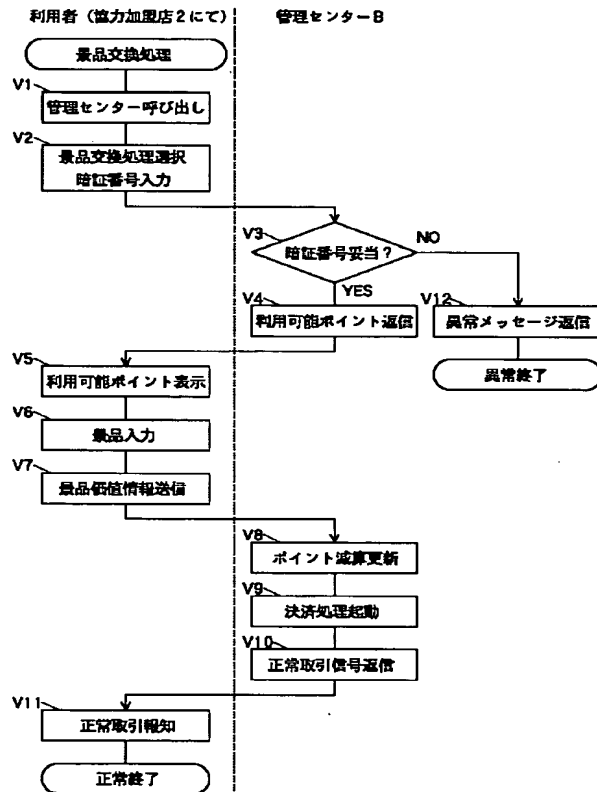 利用者(協力加盟店2にて)
管理センターB
景品交換処理
V1
管理センター呼び出し
V2
景品交換処理選択
暗証番号入力
V3
暗証番号妥当?
NO
YES
V4
利用可能ポイント返信
V12
異常メッセージ返信
異常終了
V5
利用可能ポイント表示
V6
景品入力
V7
景品価値情報送信
V8
ポイント減算更新
V9
決済処理起動
V10
正常取引信号返信
V11
正常取引報知
正常終了